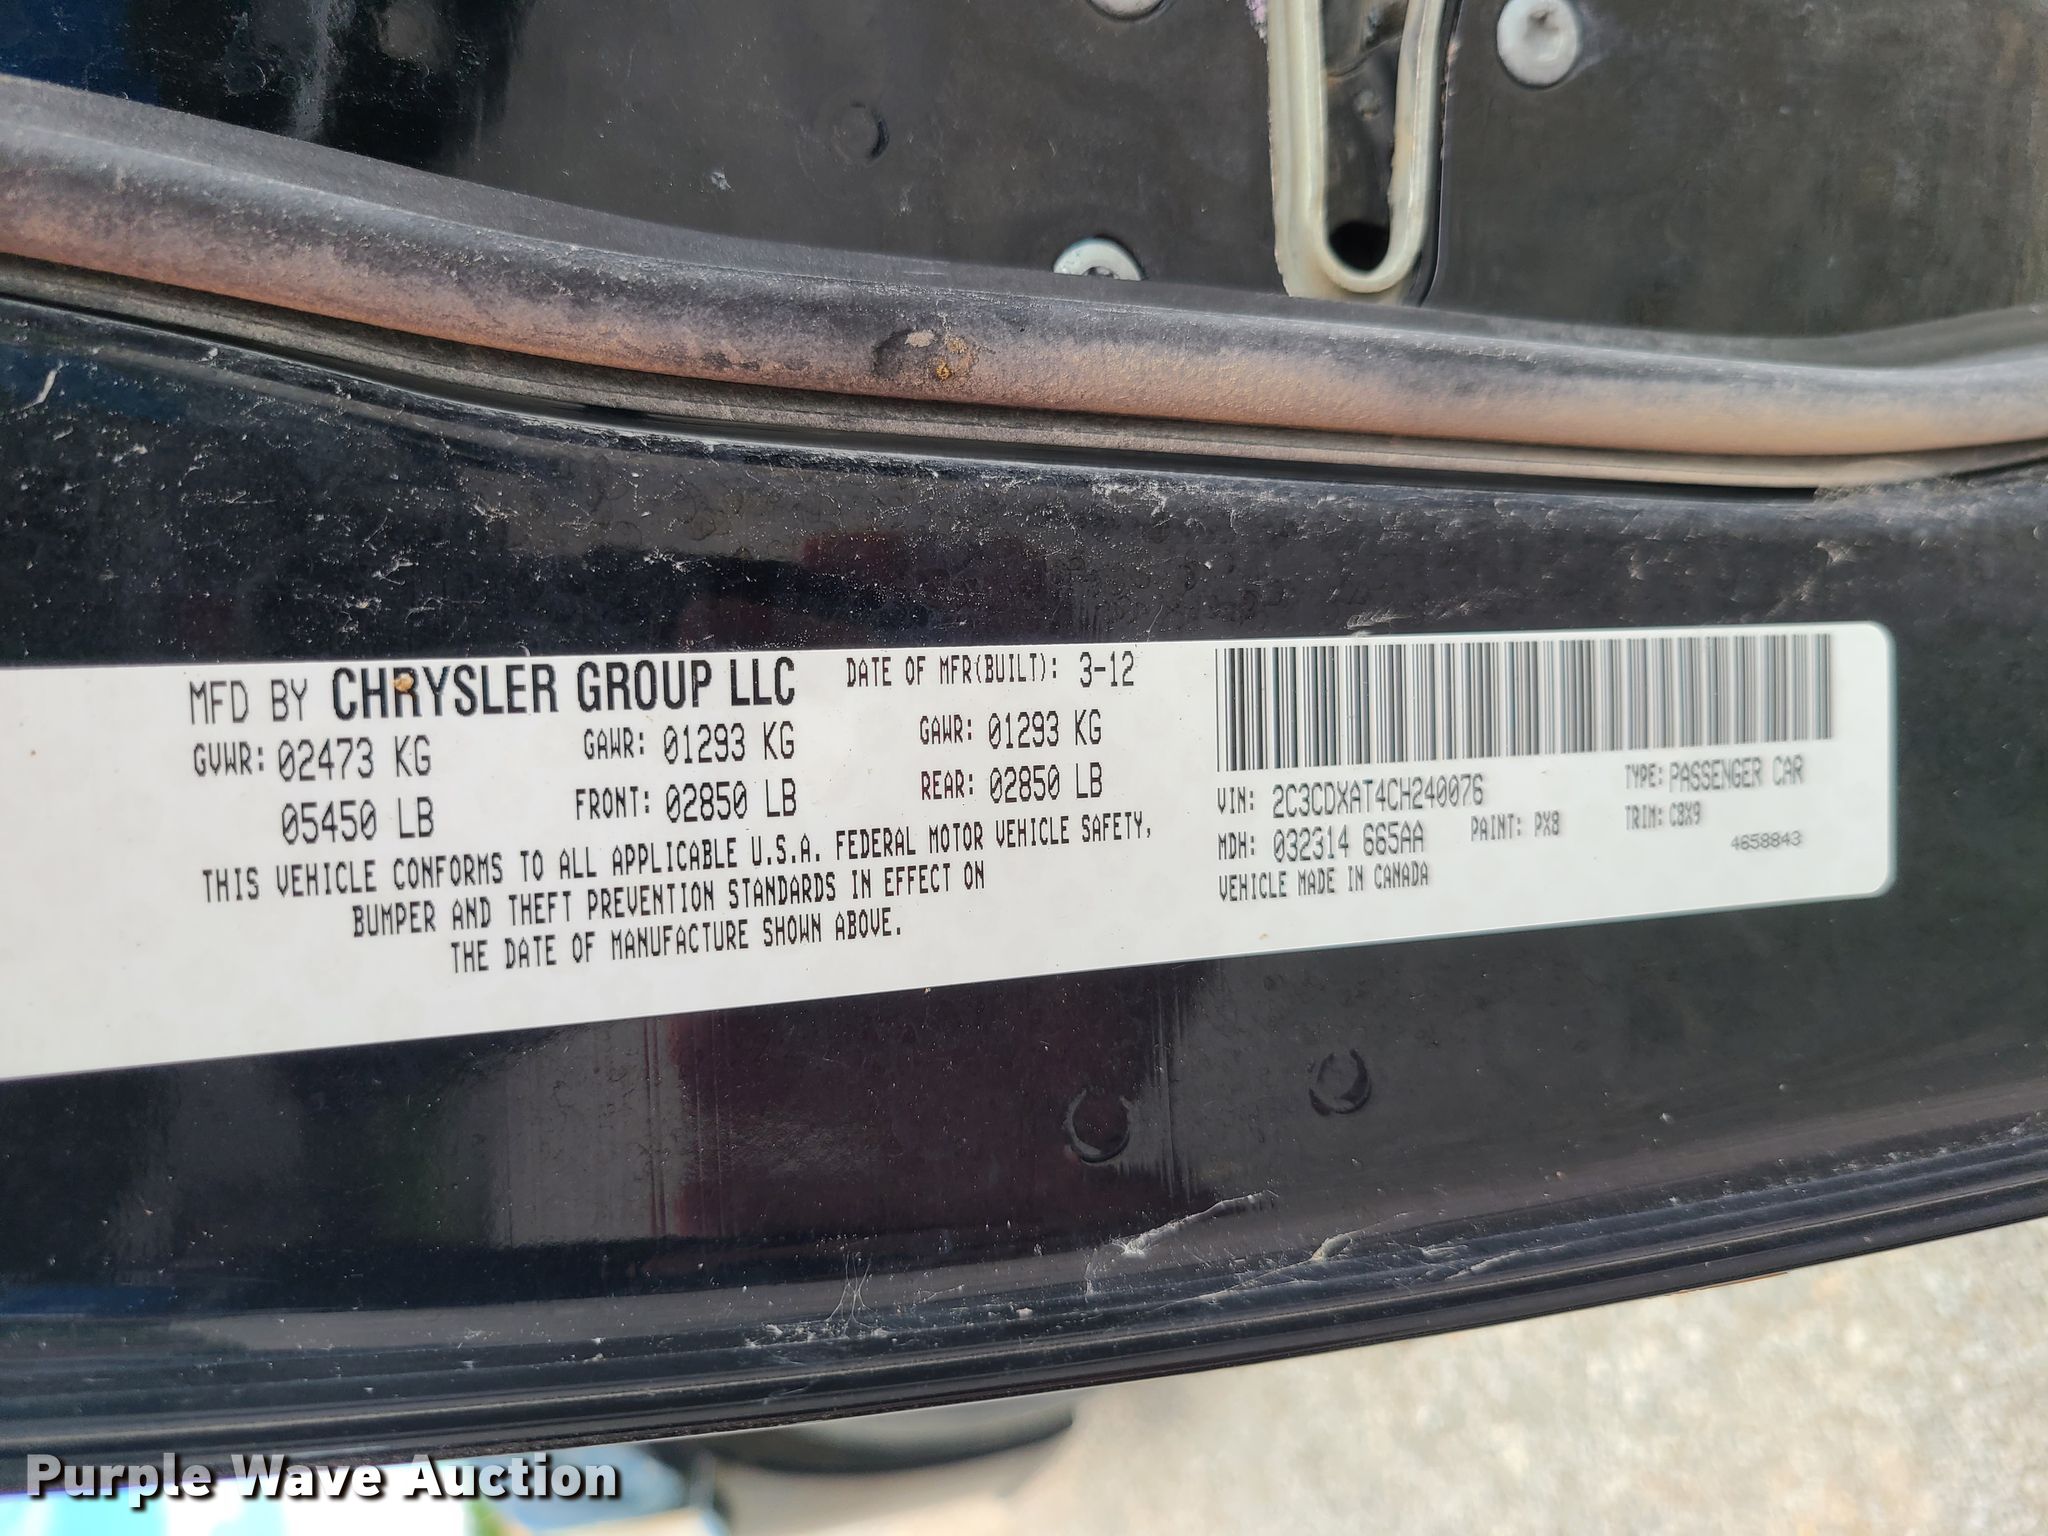 MFD BY CHRYSLER GROUP LLC DATE OF MFR(BUILT): 3-12
GVWR: 02473 KG GAWR: 01293 KG GAWR: 01293 KG
05450 LB FRONT: 02850 LB REAR: 02850 LB
THIS VEHICLE CONFORMS TO ALL APPLICABLE U.S.A. FEDERAL MOTOR VEHICLE SAFETY,
BUMPER AND THEFT PREVENTION STANDARDS IN EFFECT ON
THE DATE OF MANUFACTURE SHOWN ABOVE.
VIN: 2C3CDXAT4CH240076 TYPE: PASSENGER CAR
MDH: 032314 665AA PAINT: PX8 TRIM: C8X9
VEHICLE MADE IN CANADA 4658843
Purple Wave Auction